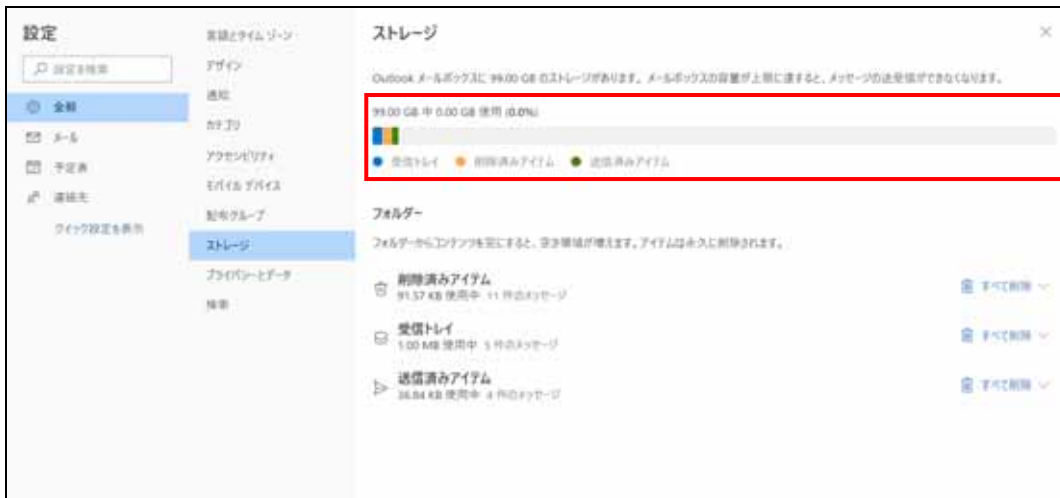 設定
設定を検索
全般
メール
予定表
連絡先
クイック設定を表示
言語とタイム ゾーン
デザイン
通知
カテゴリ
アクセシビリティ
モバイル デバイス
配布グループ
ストレージ
プライバシーとデータ
検索
ストレージ
Outlook メールボックスに 99.00 GB のストレージがあります。メールボックスの容量が上限に達すると、メッセージの送受信ができなくなります。
99.00 GB 中 0.00 GB 使用 (0.0%)
受信トレイ 削除済みアイテム 送信済みアイテム
フォルダー
フォルダーからコンテンツを空にすると、空き領域が増えます。アイテムは永久に削除されます。
削除済みアイテム
91.57 KB 使用中 11 件のメッセージ
すべて削除
受信トレイ
1.00 MB 使用中 5 件のメッセージ
すべて削除
送信済みアイテム
36.84 KB 使用中 4 件のメッセージ
すべて削除